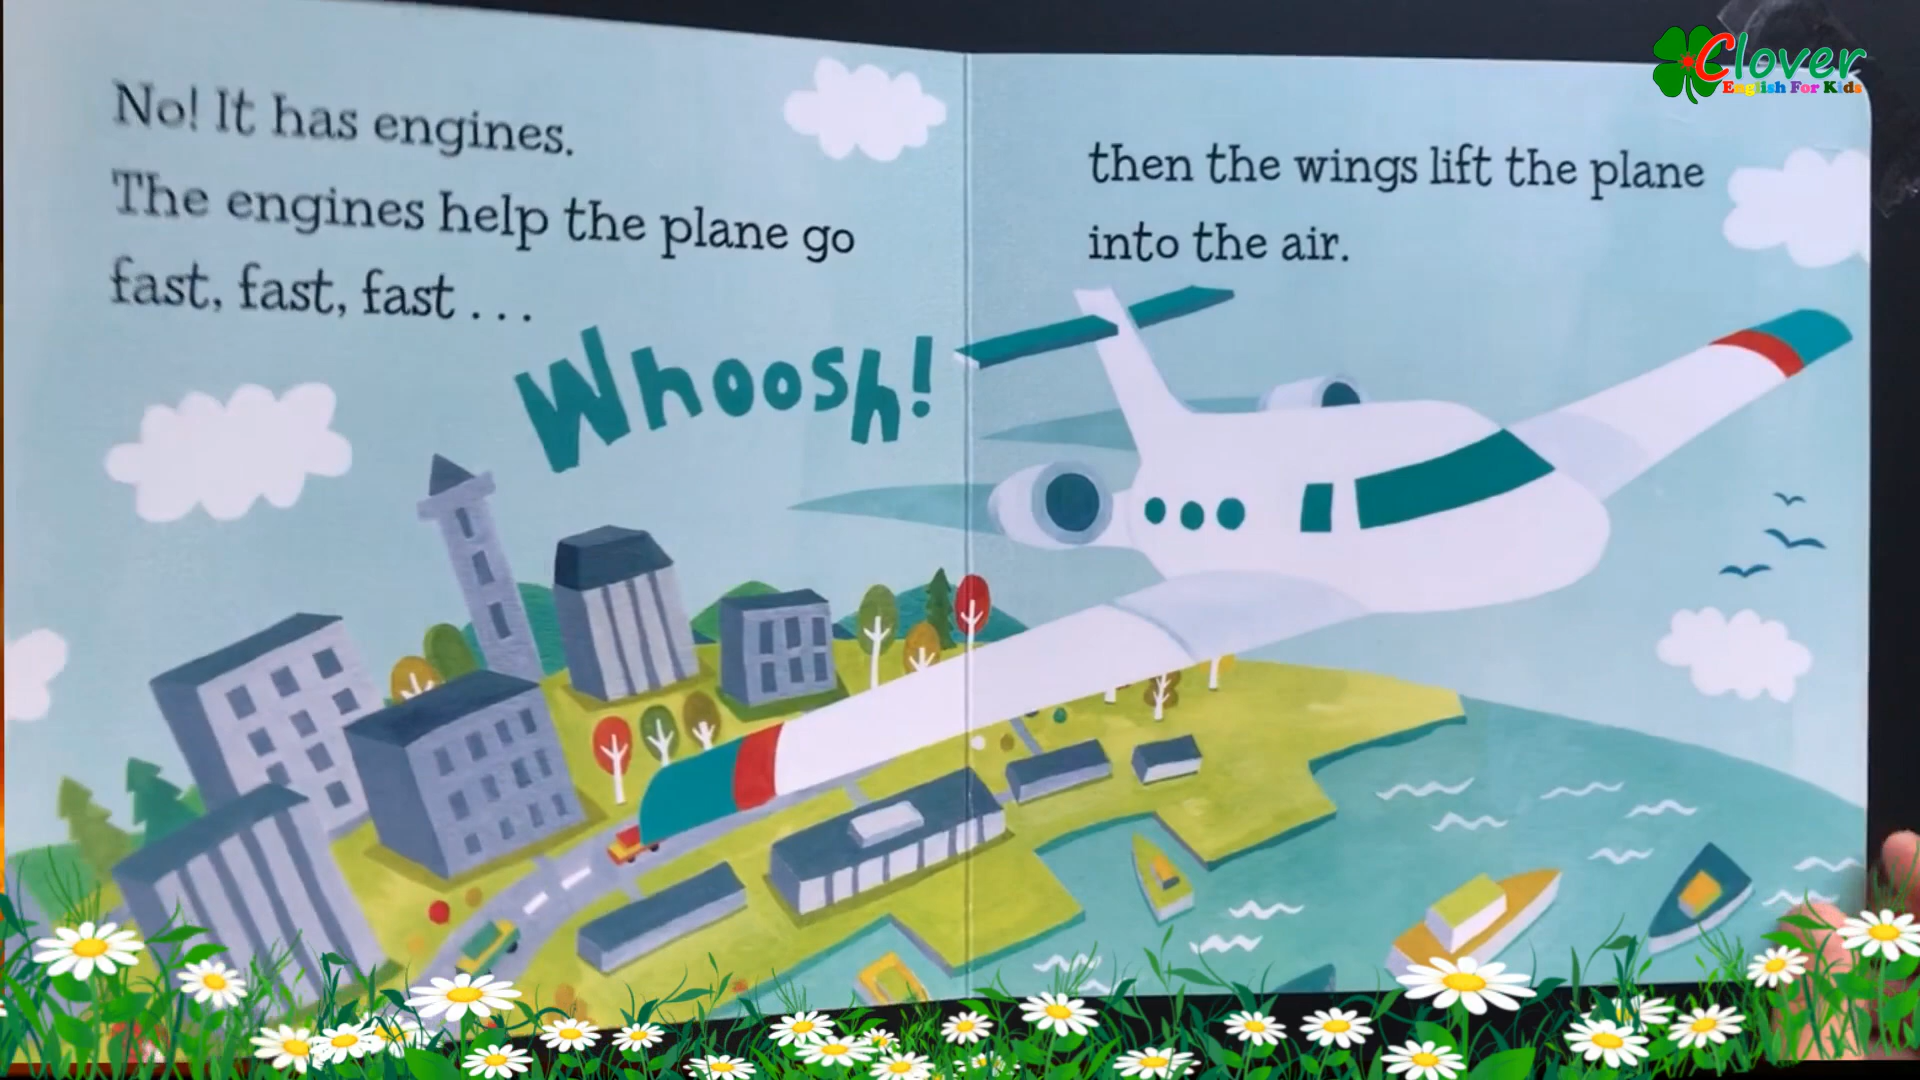 No! It has engines.
The engines help the plane go
fast, fast, fast . . .
Whoosh!
then the wings lift the plane
into the air.
Clover
English For Kids